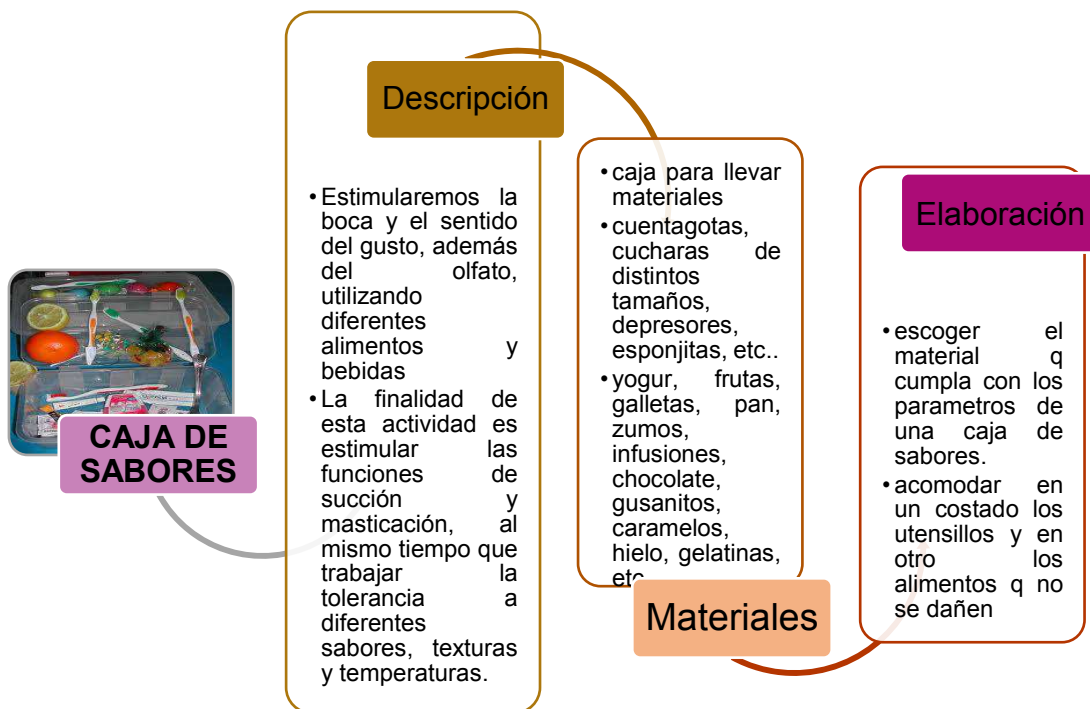 CAJA DE
SABORES
Descripción
•Estimularemos la
boca y el sentido
del gusto, además
del olfato,
utilizando
diferentes
alimentos y
bebidas
•La finalidad de
esta actividad es
estimular las
funciones de
succión y
masticación, al
mismo tiempo que
trabajar la
tolerancia a
diferentes
sabores, texturas
y temperaturas.
•caja para llevar
materiales
•cuentagotas,
cucharas de
distintos
tamaños,
depresores,
esponjitas, etc..
•yogur, frutas,
galletas, pan,
zumos,
infusiones,
chocolate,
gusanitos,
caramelos,
hielo, gelatinas,
etc
Materiales
Elaboración
•escoger el
material q
cumpla con los
parametros de
una caja de
sabores.
•acomodar en
un costado los
utensillos y en
otro los
alimentos q no
se dañen